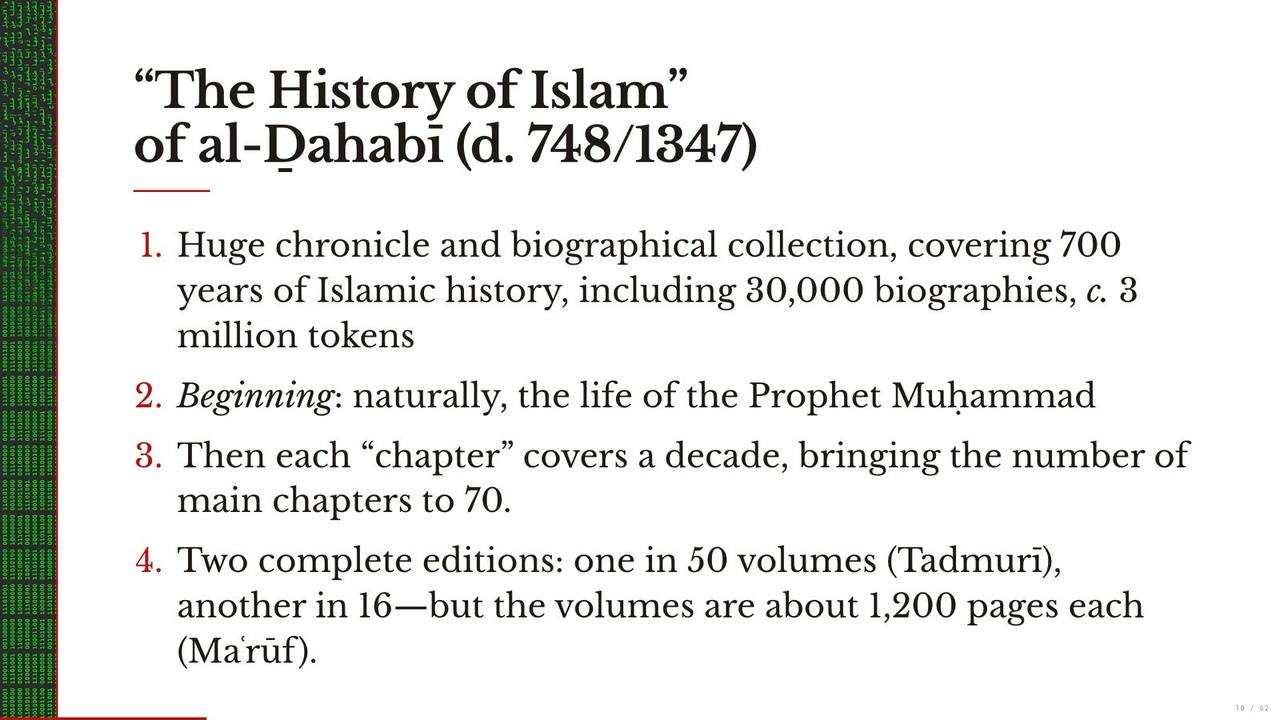 “The History of Islam”
of al-Ḏahabī (d. 748/1347)
1. Huge chronicle and biographical collection, covering 700
years of Islamic history, including 30,000 biographies, c. 3
million tokens
2. Beginning: naturally, the life of the Prophet Muḥammad
3. Then each “chapter” covers a decade, bringing the number of
main chapters to 70.
4. Two complete editions: one in 50 volumes (Tadmurī),
another in 16—but the volumes are about 1,200 pages each
(Maʿrūf).
10 / 62